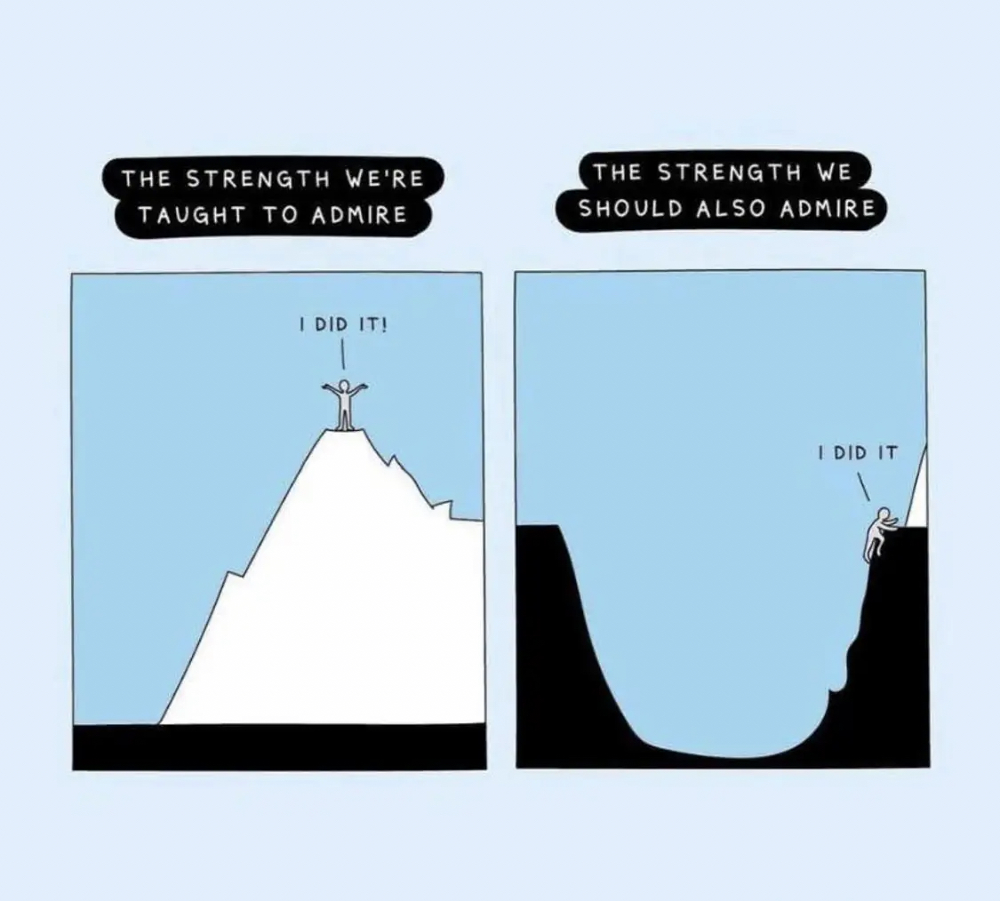 THE STRENGTH WE'RE
TAUGHT TO ADMIRE
I DID IT!
THE STRENGTH WE
SHOULD ALSO ADMIRE
I DID IT